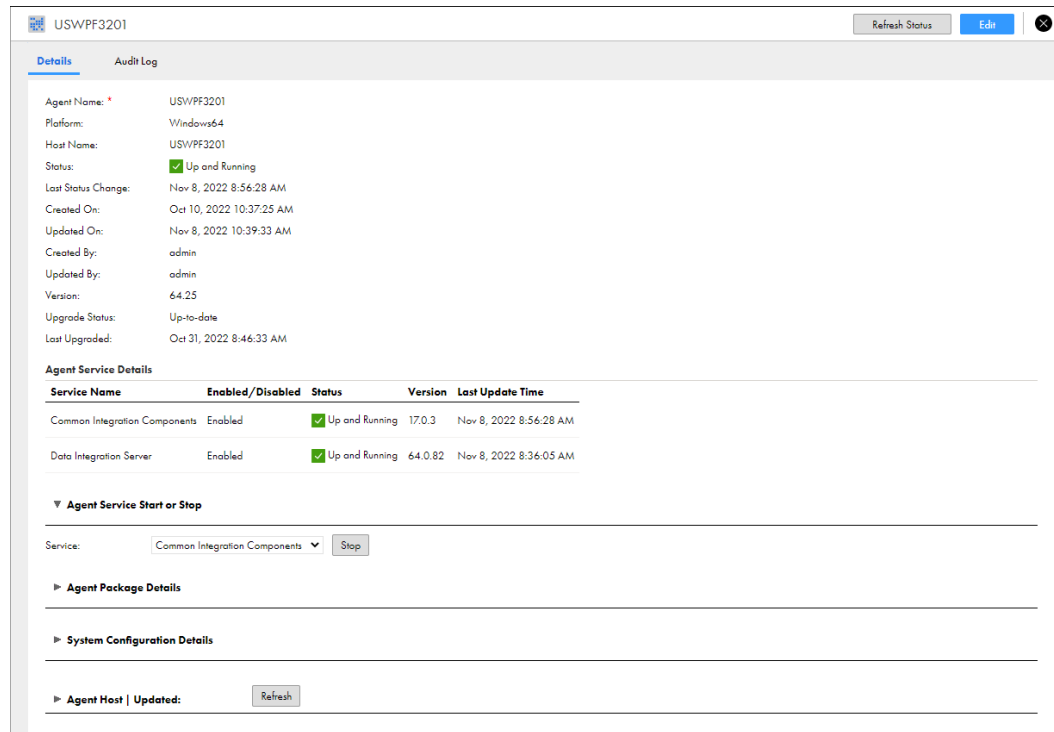 USWPF3201 Refresh Status Edit
Details Audit Log
Agent Name: * USWPF3201
Platform: Windows64
Host Name: USWPF3201
Status: Up and Running
Last Status Change: Nov 8, 2022 8:56:28 AM
Created On: Oct 10, 2022 10:37:25 AM
Updated On: Nov 8, 2022 10:39:33 AM
Created By: admin
Updated By: admin
Version: 64.25
Upgrade Status: Up-to-date
Last Upgraded: Oct 31, 2022 8:46:33 AM
Agent Service Details
Service Name Enabled/Disabled Status Version Last Update Time
Common Integration Components Enabled Up and Running 17.0.3 Nov 8, 2022 8:56:28 AM
Data Integration Server Enabled Up and Running 64.0.82 Nov 8, 2022 8:36:05 AM
Agent Service Start or Stop
Service: Common Integration Components Stop
Agent Package Details
System Configuration Details
Agent Host | Updated: Refresh